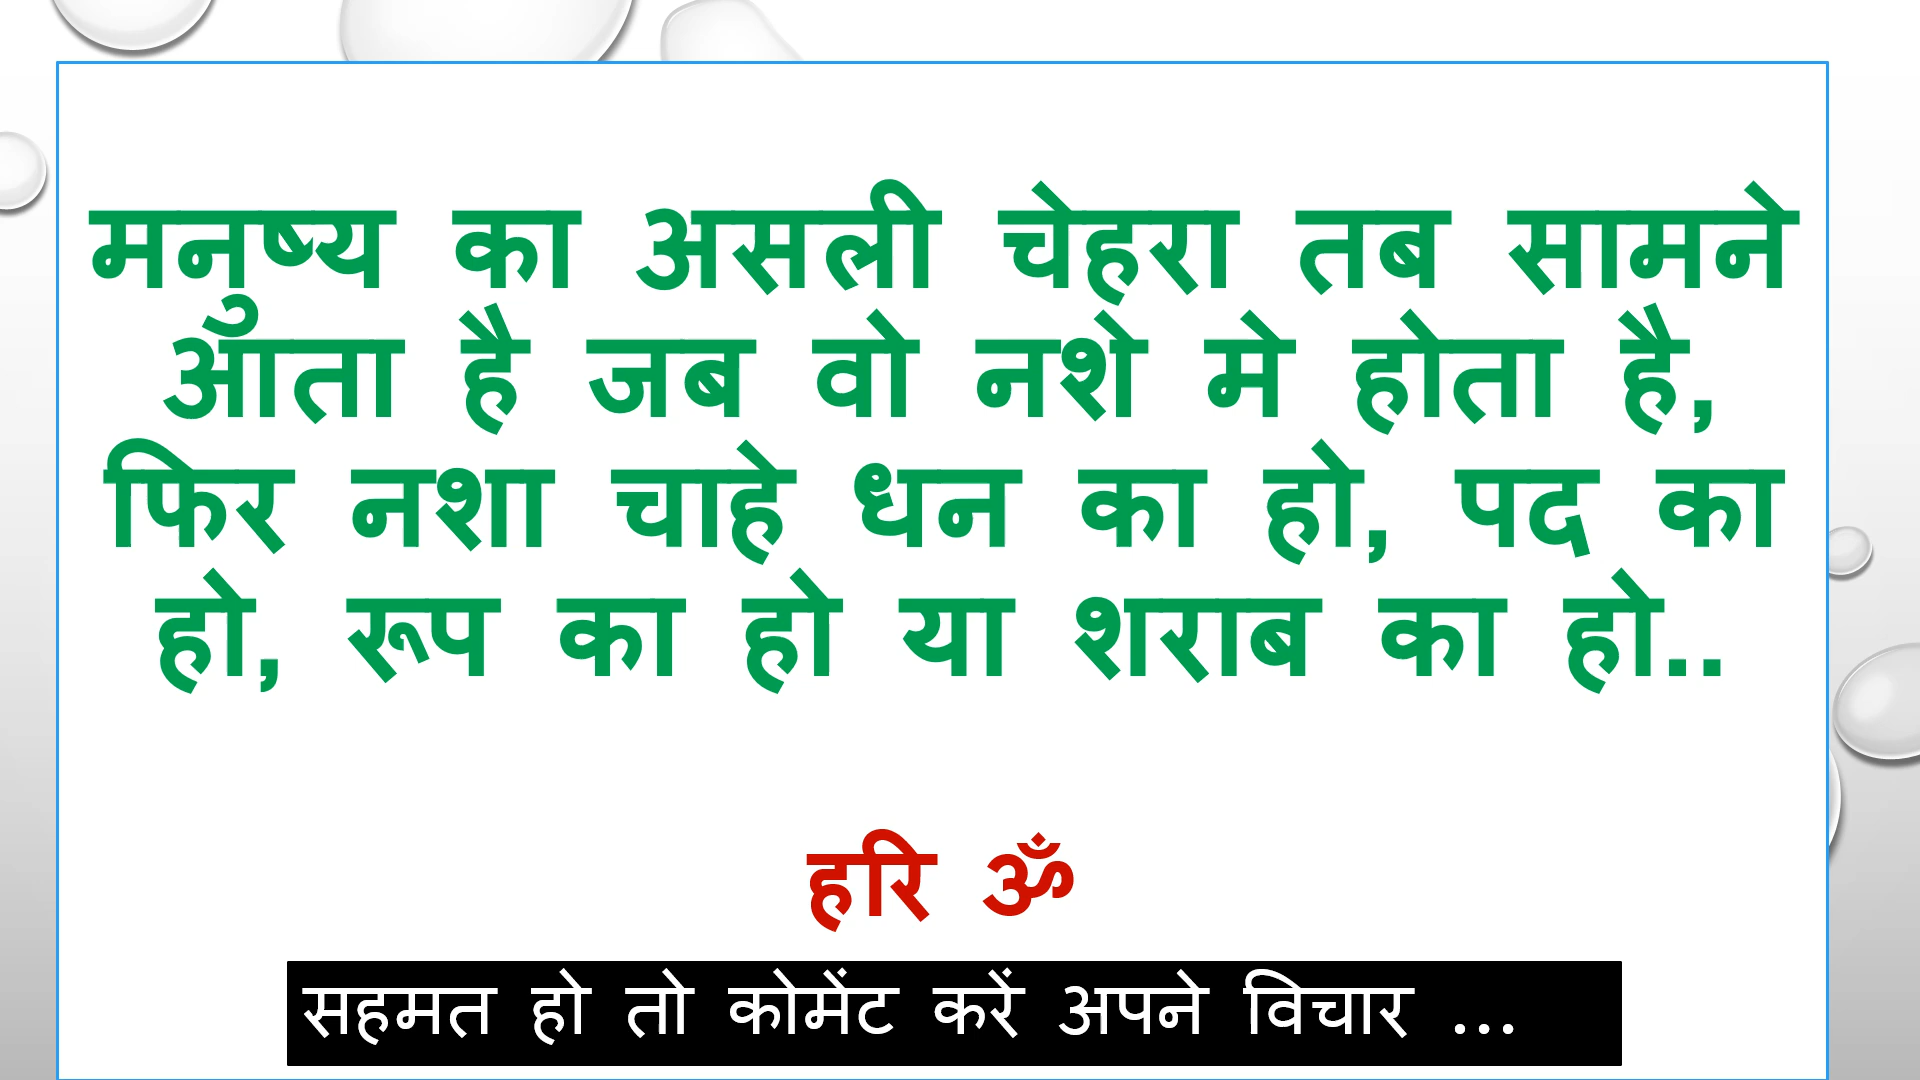 मनुष्य का असली चेहरा तब सामने
आता है जब वो नशे मे होता है,
फिर नशा चाहे धन का हो, पद का
हो, रूप का हो या शराब का हो..
हरि ॐ
सहमत हो तो कोमेंट करें अपने विचार ...